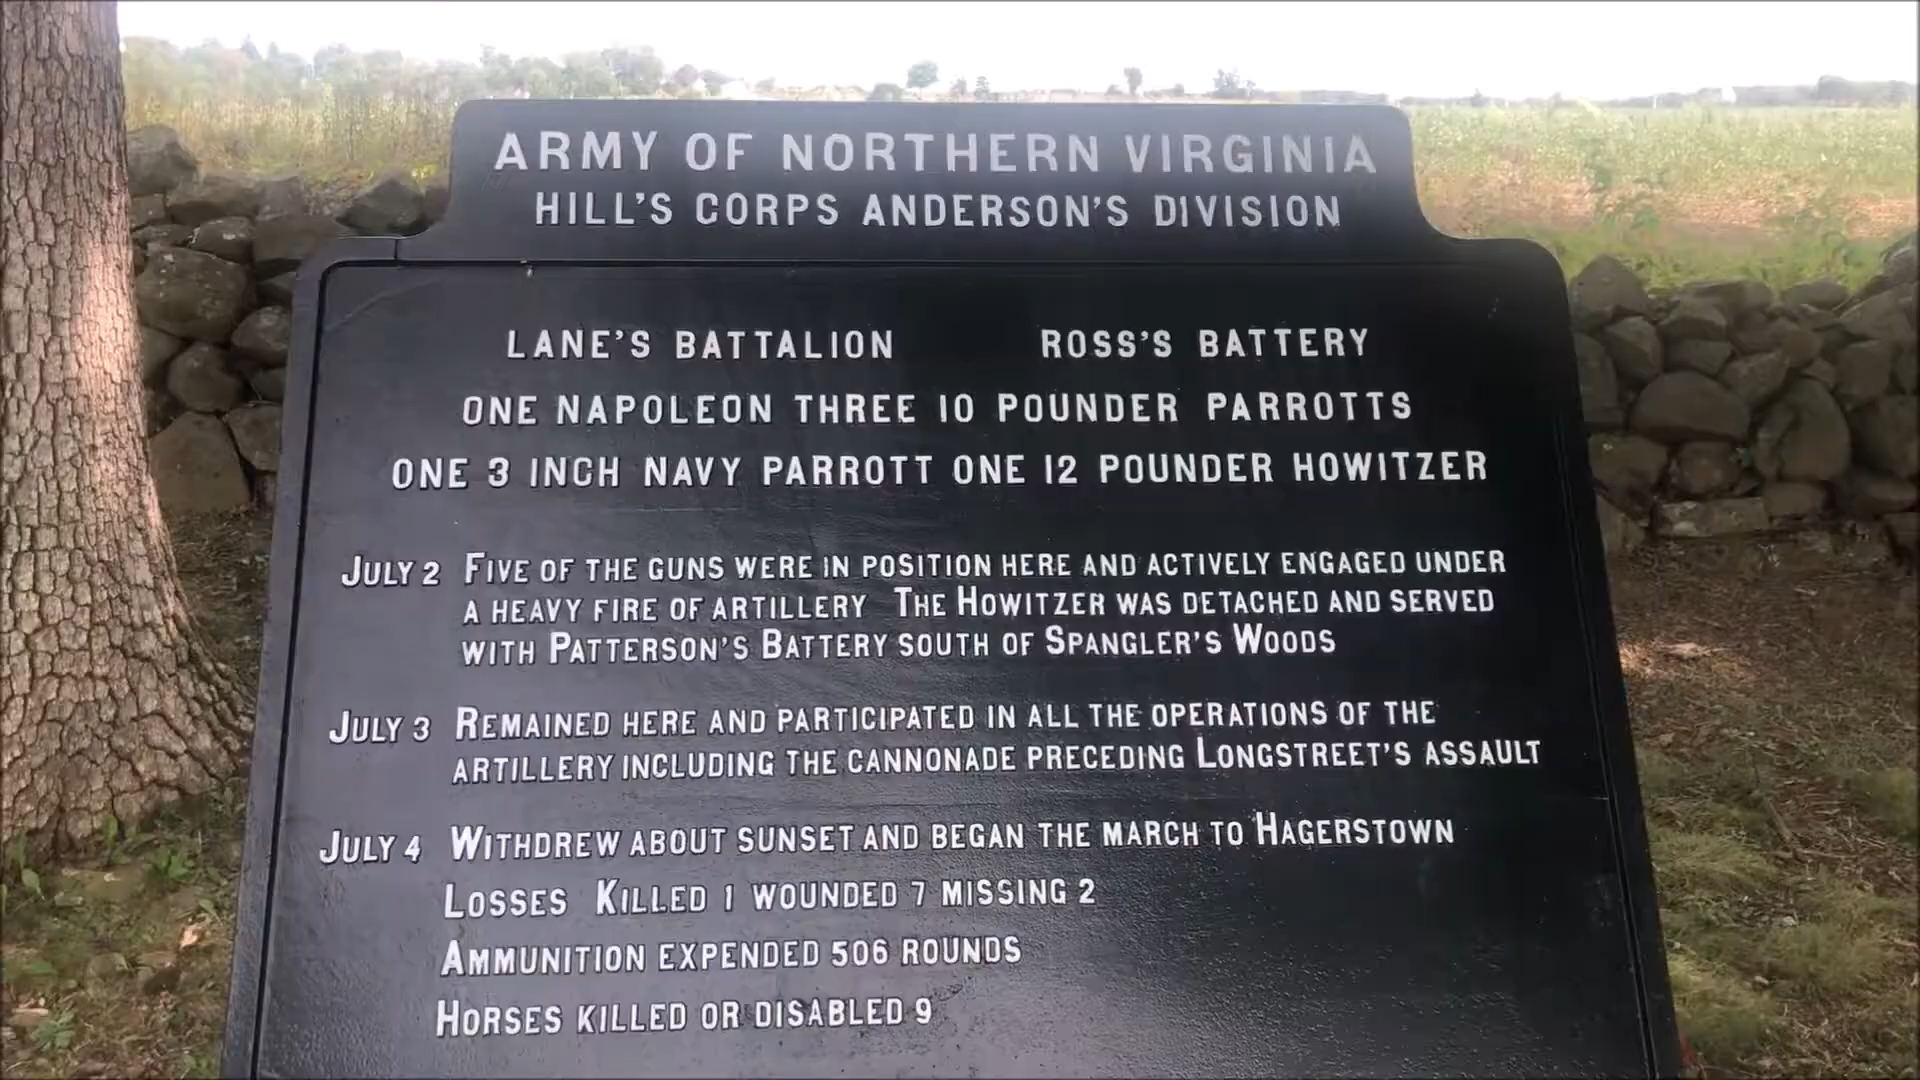 ARMY OF NORTHERN VIRGINIA
HILL'S CORPS ANDERSON'S DIVISION
LANE'S BATTALION ROSS'S BATTERY
ONE NAPOLEON THREE 10 POUNDER PARROTTS
ONE 3 INCH NAVY PARROTT ONE 12 POUNDER HOWITZER
JULY 2 FIVE OF THE GUNS WERE IN POSITION HERE AND ACTIVELY ENGAGED UNDER
A HEAVY FIRE OF ARTILLERY THE HOWITZER WAS DETACHED AND SERVED
WITH PATTERSON'S BATTERY SOUTH OF SPANGLER'S WOODS
JULY 3 REMAINED HERE AND PARTICIPATED IN ALL THE OPERATIONS OF THE
ARTILLERY INCLUDING THE CANNONADE PRECEDING LONGSTREET'S ASSAULT
JULY 4 WITHDREW ABOUT SUNSET AND BEGAN THE MARCH TO HAGERSTOWN
LOSSES KILLED 1 WOUNDED 7 MISSING 2
AMMUNITION EXPENDED 506 ROUNDS
HORSES KILLED OR DISABLED 9